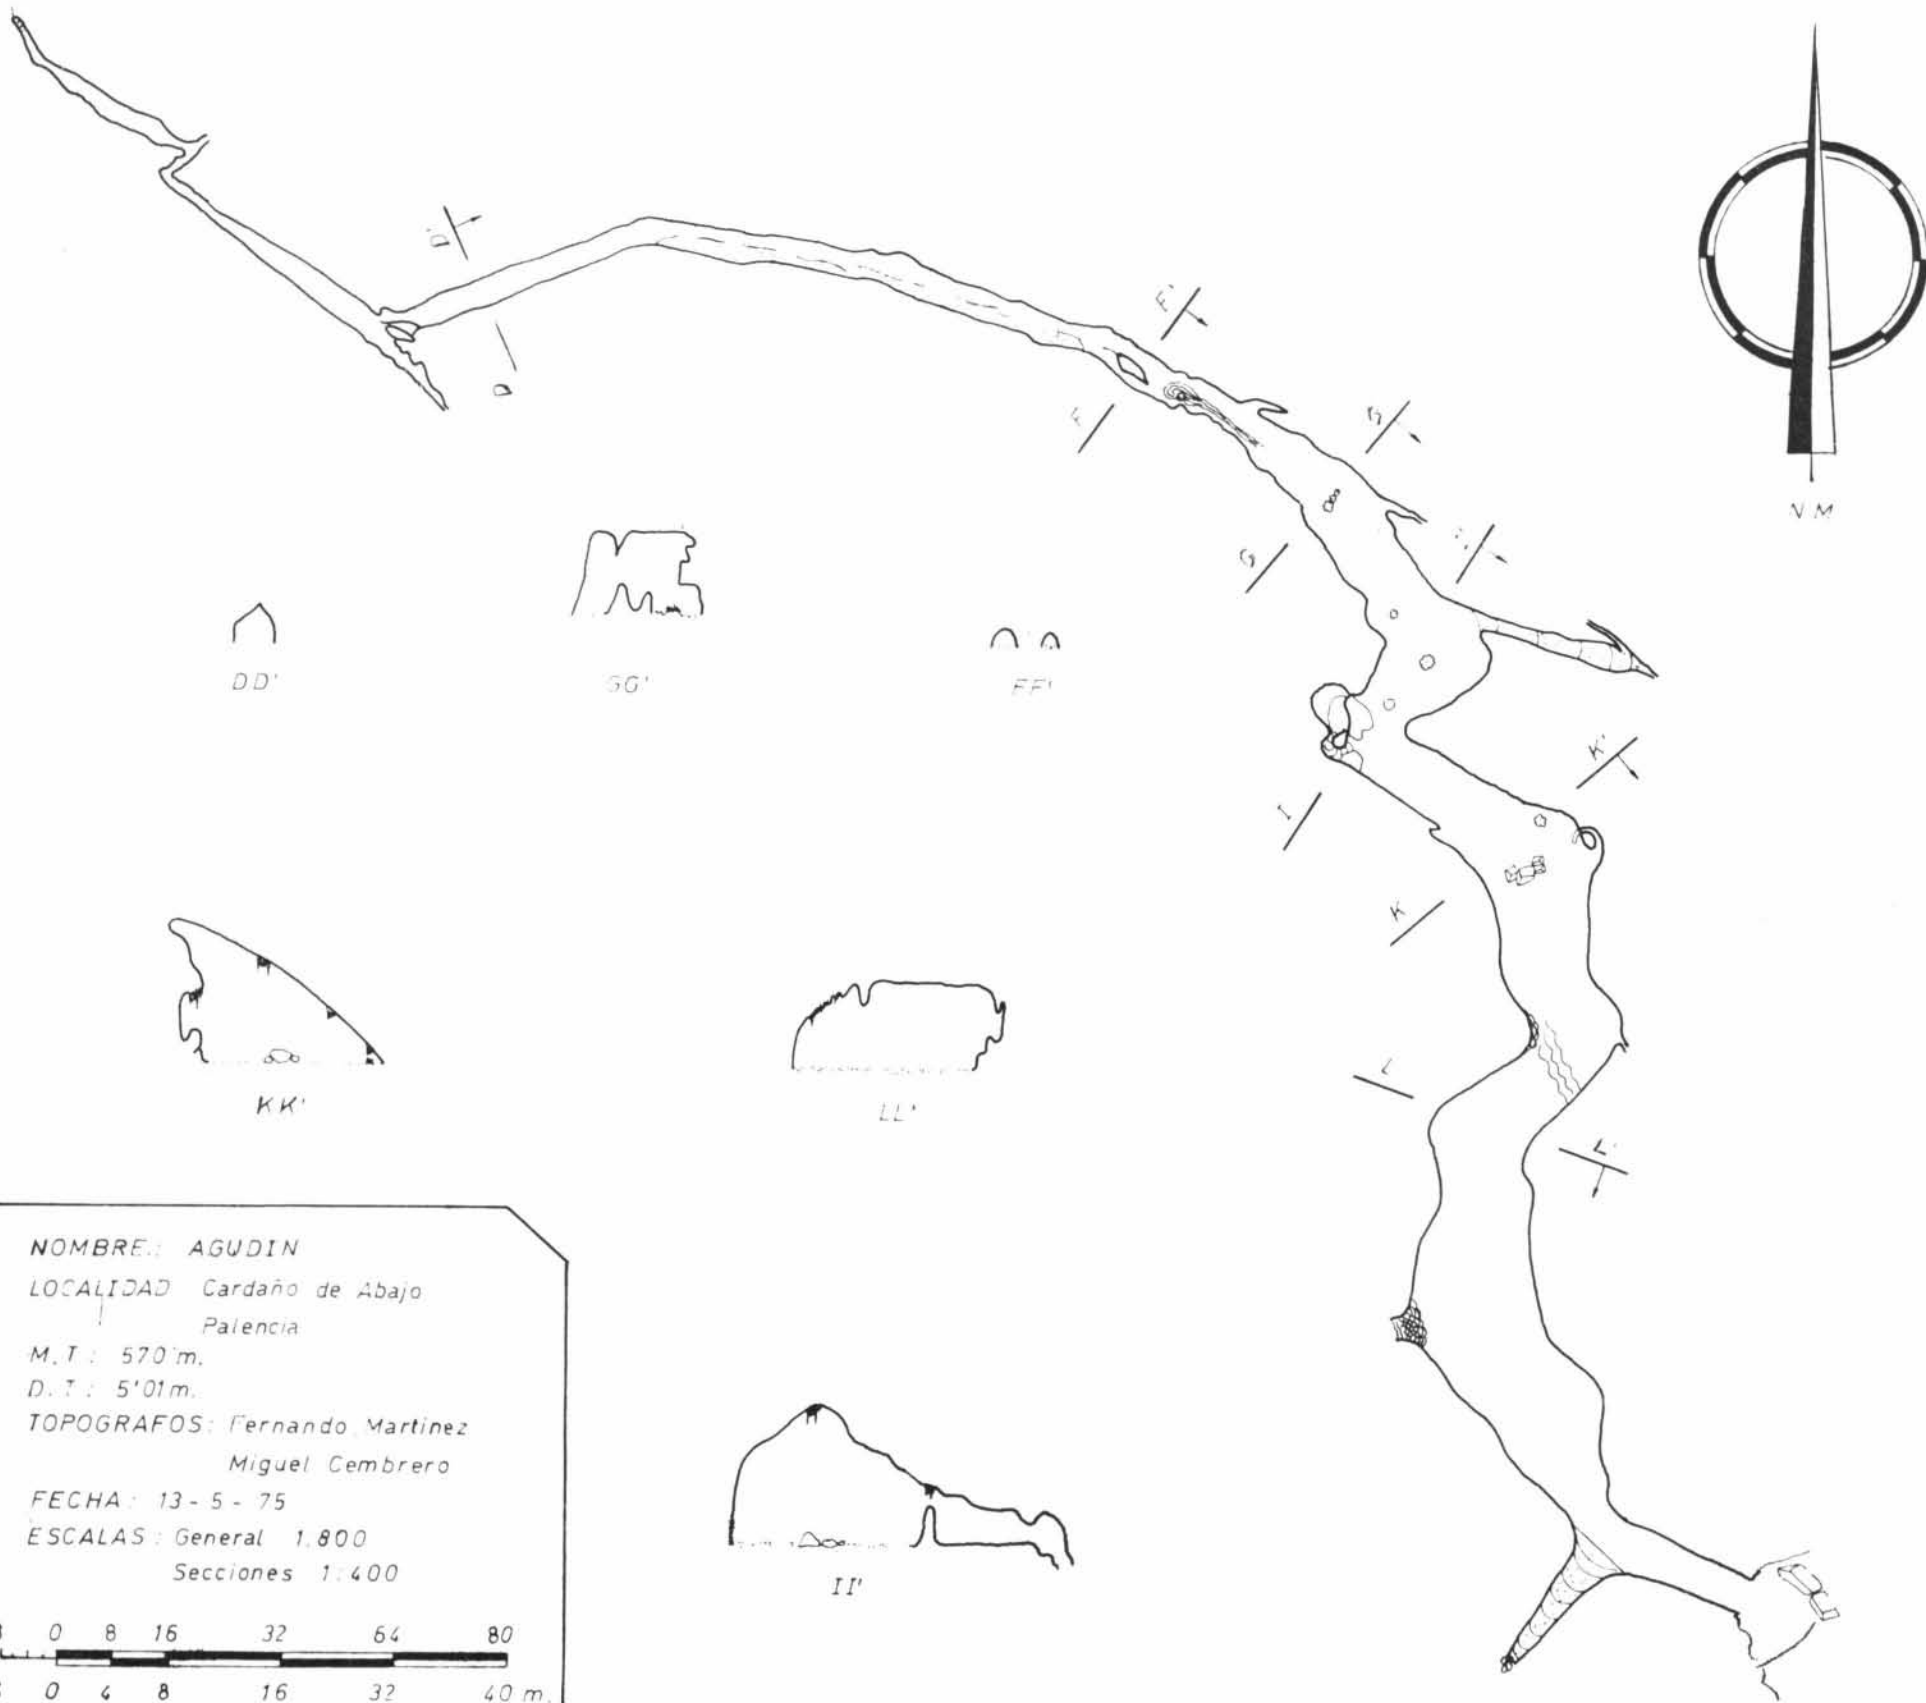 D'
D
F'
F
G'
G
I'
I
K'
K
L
L'
N M
DD'
GG'
FF'
KK'
LL'
II'
NOMBRE: AGUDIN
LOCALIDAD Cardaño de Abajo
Palencia
M.T.: 570 m.
D.T.: 5'01 m.
TOPOGRAFOS: Fernando Martinez
Miguel Cembrero
FECHA: 13-5-75
ESCALAS: General 1:800
Secciones 1:400
0 8 16 32 64 80
0 4 8 16 32 40 m.